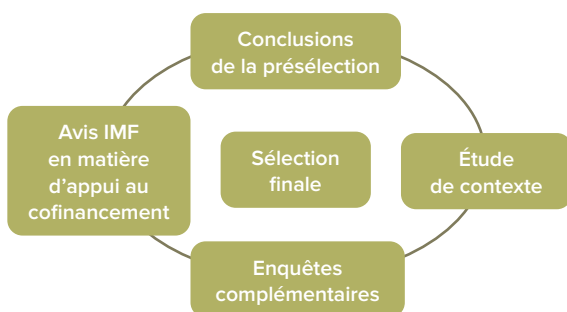 Conclusions
de la présélection
Avis IMF
en matière
d’appui au
cofinancement
Sélection
finale
Étude
de contexte
Enquêtes
complémentaires